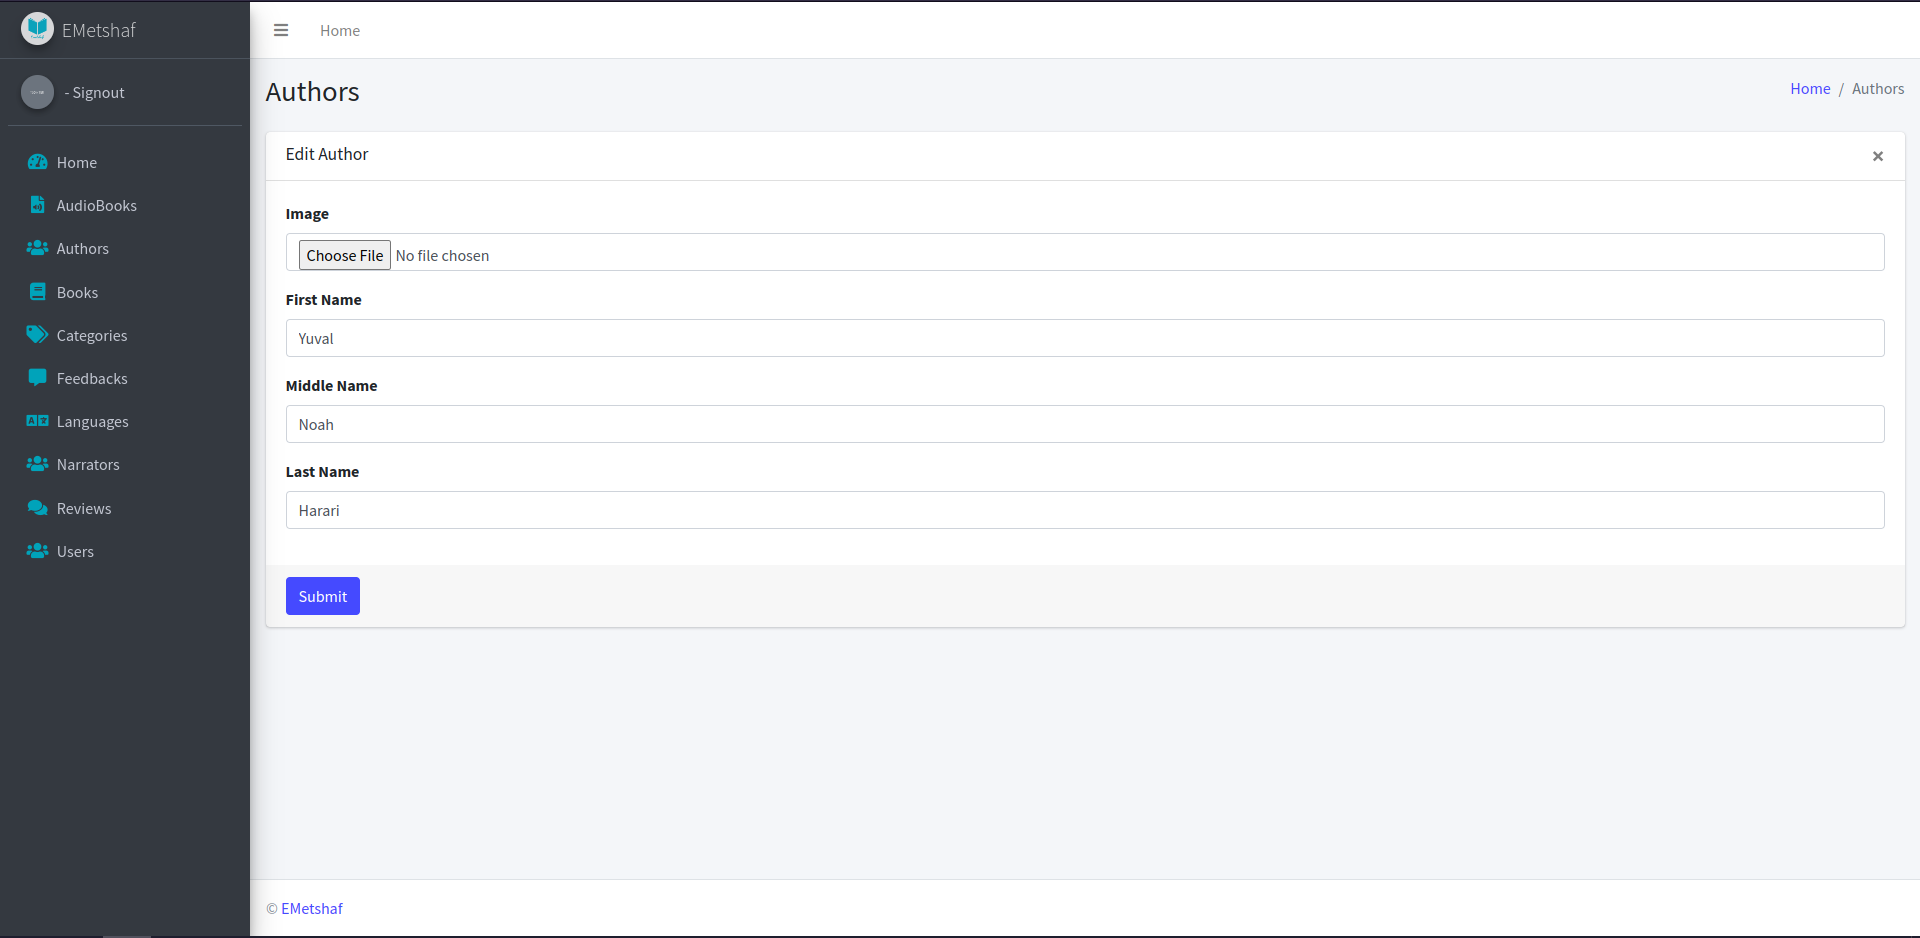 EMetshaf
- Signout
Home
AudioBooks
Authors
Books
Categories
Feedbacks
Languages
Narrators
Reviews
Users
Home
Authors
Home / Authors
Edit Author
×
Image
Choose File No file chosen
First Name
Yuval
Middle Name
Noah
Last Name
Harari
Submit
© EMetshaf